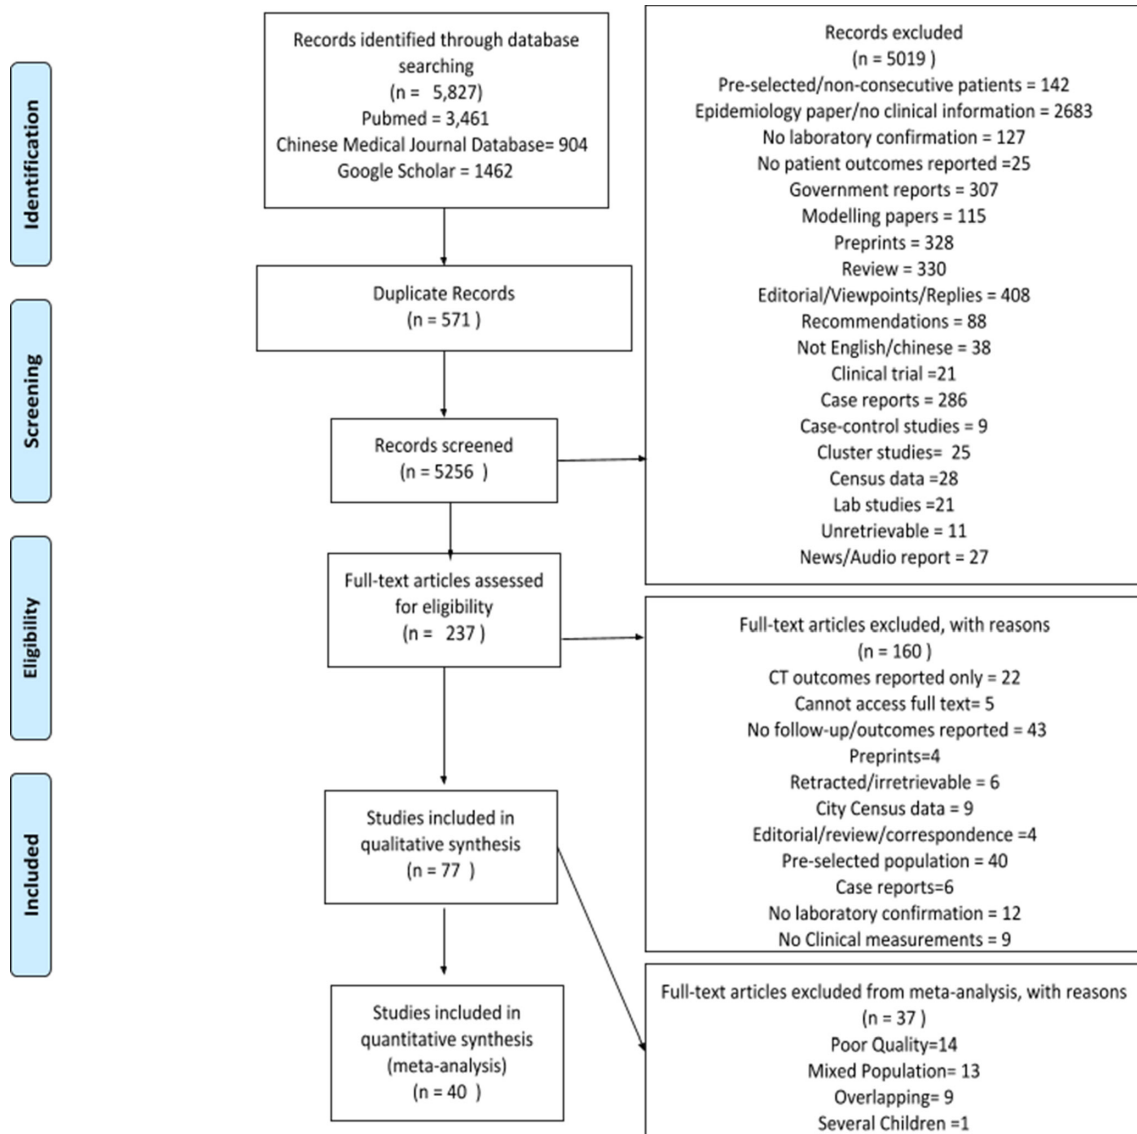 Identification
Records identified through database
searching
(n = 5,827)
Pubmed = 3,461
Chinese Medical Journal Database= 904
Google Scholar = 1462
Duplicate Records
(n = 571 )
Records excluded
(n = 5019 )
Pre-selected/non-consecutive patients = 142
Epidemiology paper/no clinical information = 2683
No laboratory confirmation = 127
No patient outcomes reported =25
Government reports = 307
Modelling papers = 115
Preprints = 328
Review = 330
Editorial/Viewpoints/Replies = 408
Recommendations = 88
Not English/chinese = 38
Clinical trial =21
Case reports = 286
Case-control studies = 9
Cluster studies= 25
Census data =28
Lab studies =21
Unretrievable = 11
News/Audio report = 27
Screening
Records screened
(n = 5256 )
Eligibility
Full-text articles assessed
for eligibility
(n = 237 )
Full-text articles excluded, with reasons
(n = 160 )
CT outcomes reported only = 22
Cannot access full text= 5
No follow-up/outcomes reported = 43
Preprints=4
Retracted/irretrievable = 6
City Census data = 9
Editorial/review/correspondence =4
Pre-selected population = 40
Case reports=6
No laboratory confirmation = 12
No Clinical measurements = 9
Included
Studies included in
qualitative synthesis
(n = 77 )
Studies included in
quantitative synthesis
(meta-analysis)
(n = 40 )
Full-text articles excluded from meta-analysis, with reasons
(n = 37 )
Poor Quality=14
Mixed Population= 13
Overlapping= 9
Several Children =1